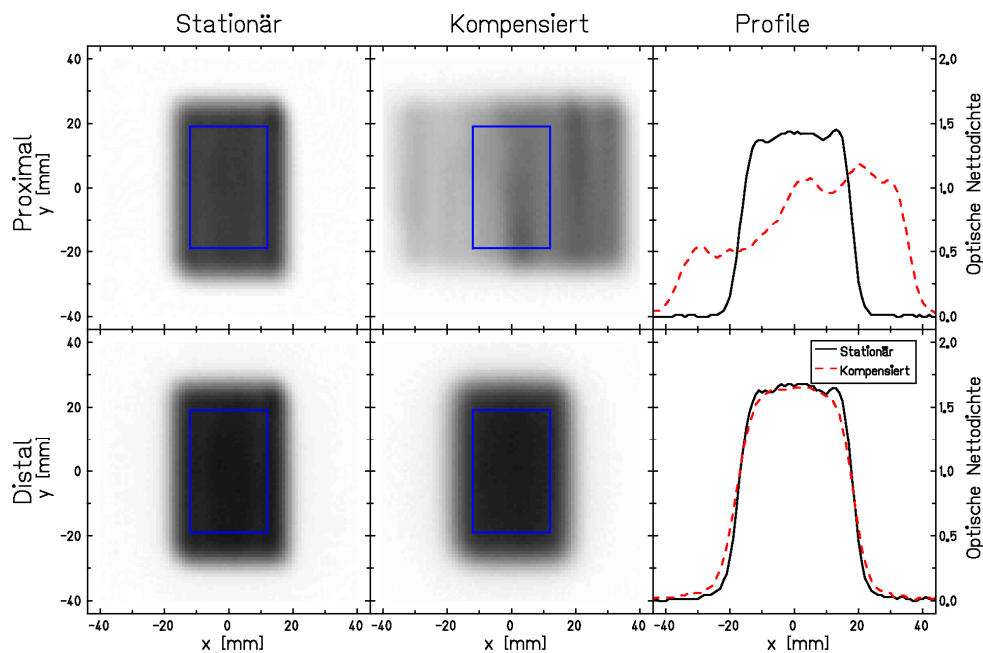 Stationär Kompensiert Profile
40 2.0
20 1.5
Proximal y [mm] 0 1.0 Optische Nettodichte
-20 0.5
-40 0.0
40 2.0
Stationär
Kompensiert
20 1.5
Distal y [mm] 0 1.0 Optische Nettodichte
-20 0.5
-40 0.0
-40 -20 0 20 40 -40 -20 0 20 40 -40 -20 0 20 40
x [mm] x [mm] x [mm]